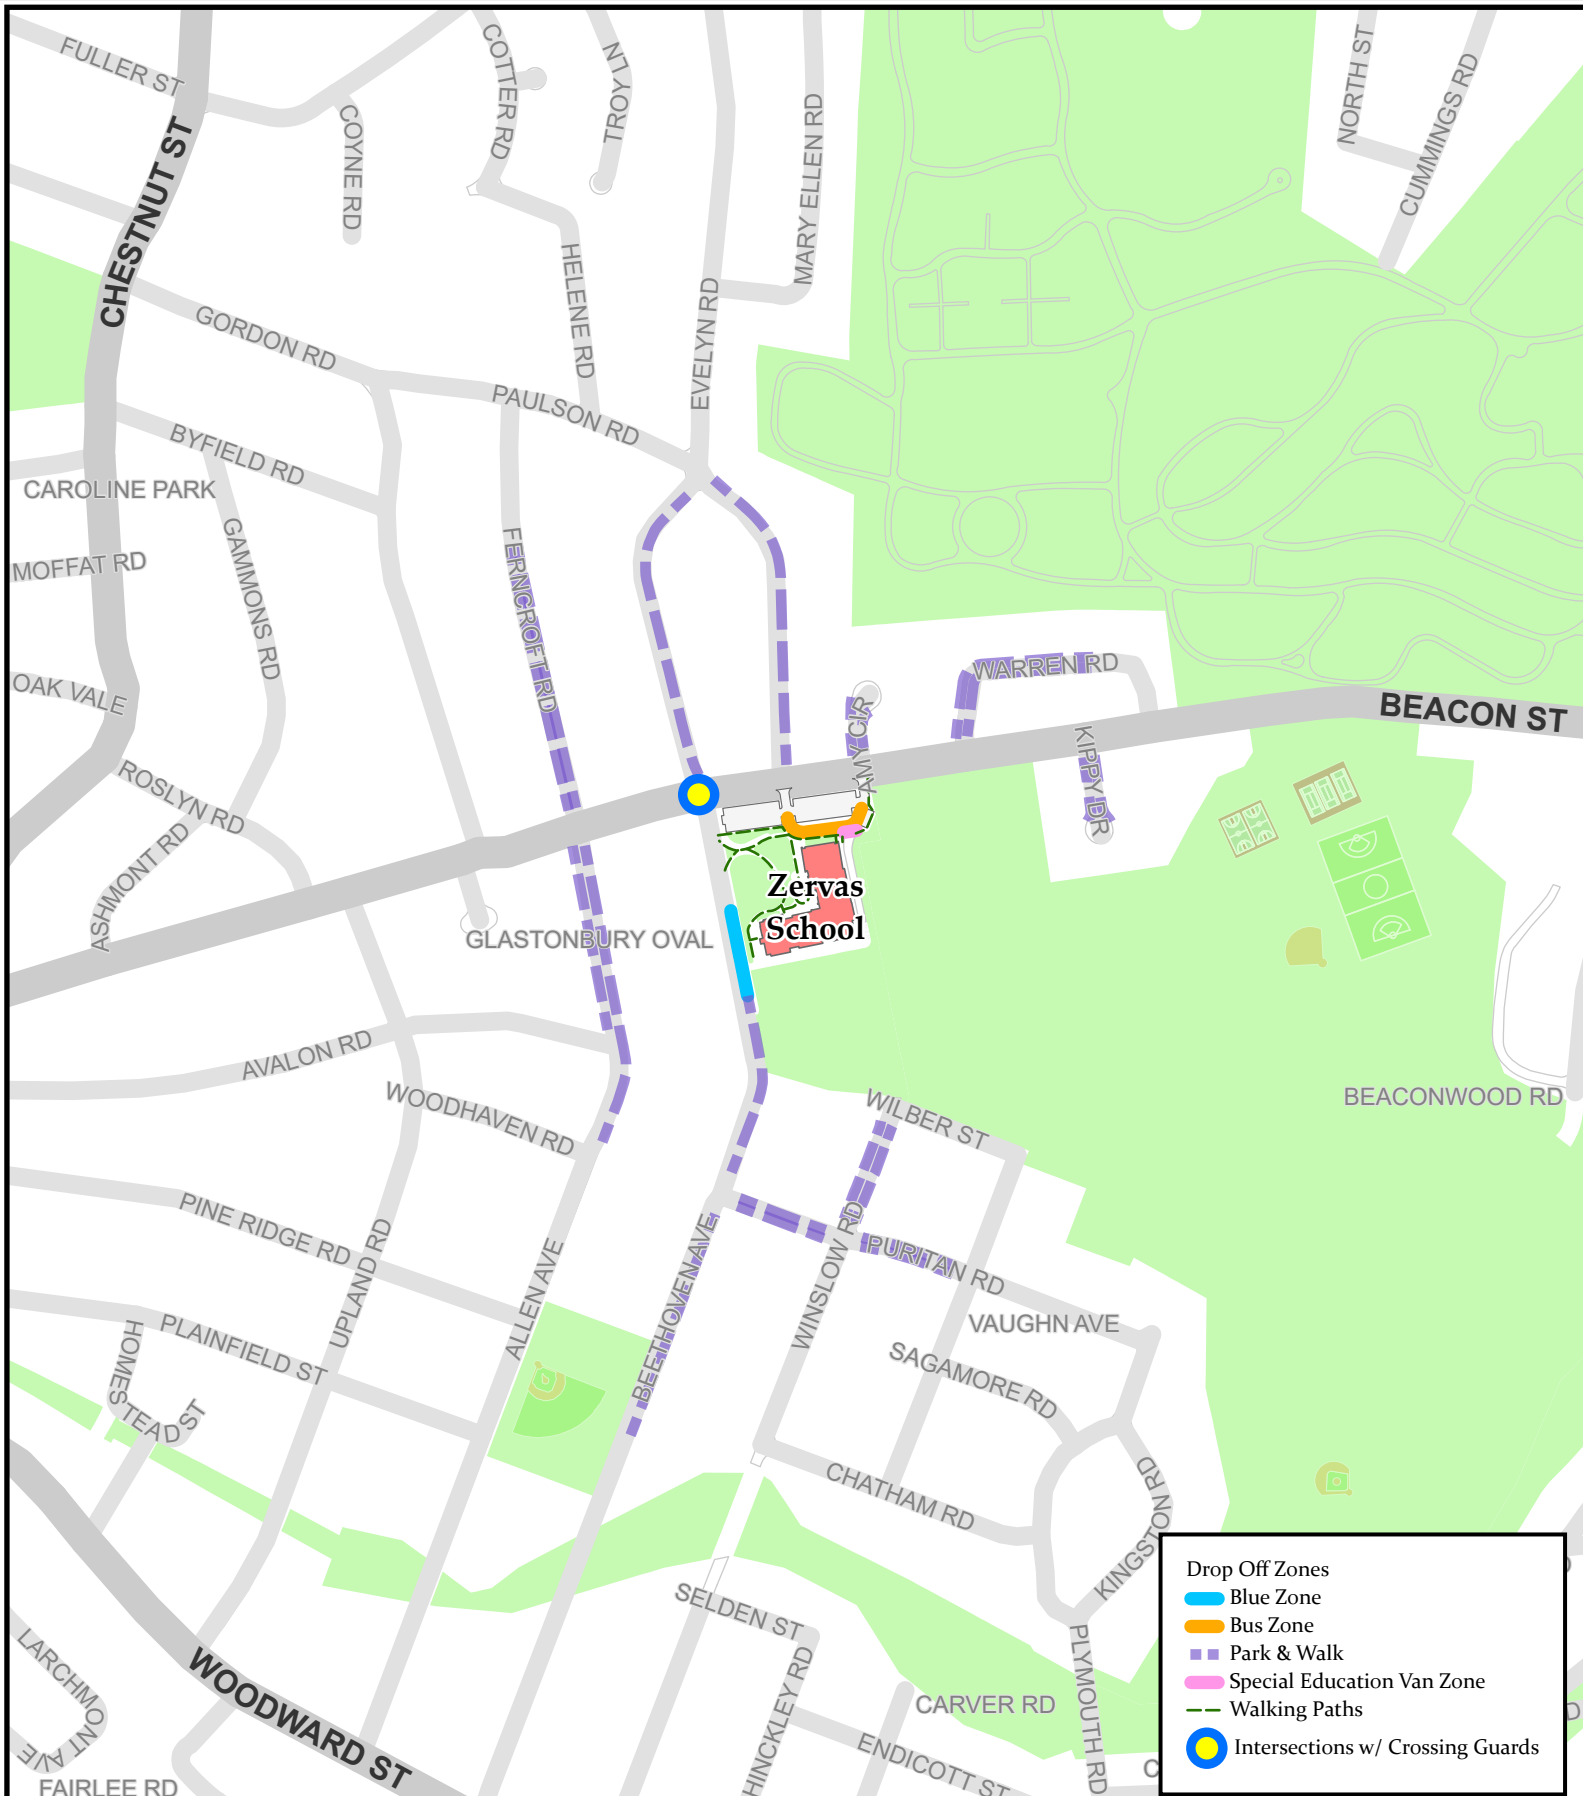 FULLER ST
COTTER RD
TROY LN
NORTH ST
CUMMINGS RD
COYNE RD
MARY ELLEN RD
CHESTNUT ST
HELENE RD
EVELYN RD
GORDON RD
PAULSON RD
BYFIELD RD
CAROLINE PARK
GAMMONS RD
FERNCROFT RD
MOFFAT RD
OAK VALE
WARREN RD
BEACON ST
AMY CIR
KIPPY DR
ROSLYN RD
ASHMONT RD
Zervas
School
GLASTONBURY OVAL
AVALON RD
WOODHAVEN RD
WILBER ST
BEACONWOOD RD
PINE RIDGE RD
UPLAND RD
ALLEN AVE
BEETHOVEN AVE
WINSLOW RD
PURITAN RD
VAUGHN AVE
HOMESTEAD ST
PLAINFIELD ST
SAGAMORE RD
CHATHAM RD
KINGSTON RD
SELDEN ST
LARCHMONT AVE
WOODWARD ST
HINCKLEY RD
CARVER RD
PLYMOUTH RD
ENDICOTT ST
FAIRLEE RD
C
D
Drop Off Zones
Blue Zone
Bus Zone
Park & Walk
Special Education Van Zone
Walking Paths
Intersections w/ Crossing Guards